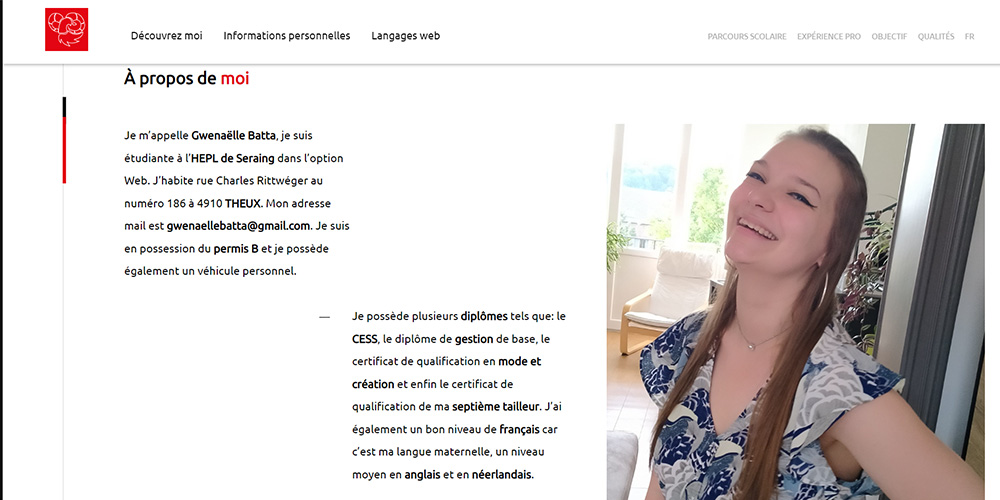 Découvrez moi Informations personnelles Langages web
PARCOURS SCOLAIRE EXPÉRIENCE PRO OBJECTIF QUALITÉS FR
À propos de moi
Je m'appelle Gwenaëlle Batta, je suis
étudiante à l'HEPL de Seraing dans l'option
Web. J'habite rue Charles Rittwéger au
numéro 186 à 4910 THEUX. Mon adresse
mail est gwenaellebatta@gmail.com. Je suis
en possession du permis B et je possède
également un véhicule personnel.
— Je possède plusieurs diplômes tels que: le
CESS, le diplôme de gestion de base, le
certificat de qualification en mode et
création et enfin le certificat de
qualification de ma septième tailleur. J'ai
également un bon niveau de français car
c'est ma langue maternelle, un niveau
moyen en anglais et en néerlandais.